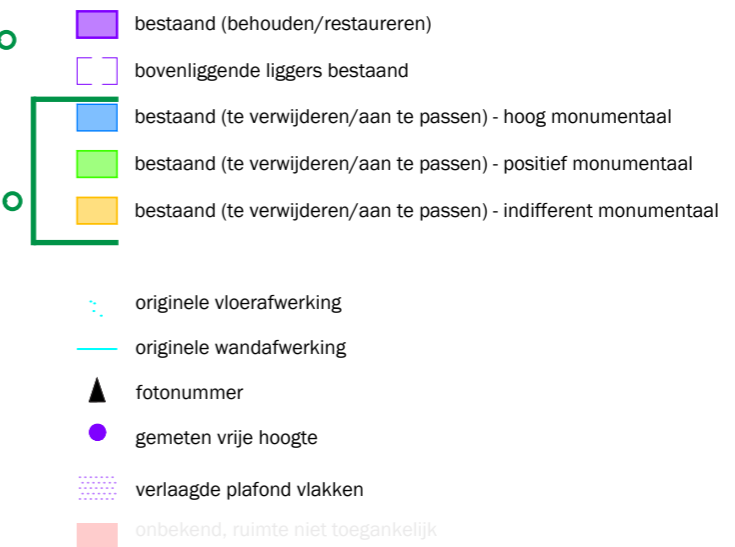 bestaand (behouden/restaureren)
bovenliggende liggers bestaand
bestaand (te verwijderen/aan te passen) - hoog monumentaal
bestaand (te verwijderen/aan te passen) - positief monumentaal
bestaand (te verwijderen/aan te passen) - indifferent monumentaal
originele vloerafwerking
originele wandafwerking
fotonummer
gemeten vrije hoogte
verlaagde plafond vlakken
onbekend, ruimte niet toegankelijk